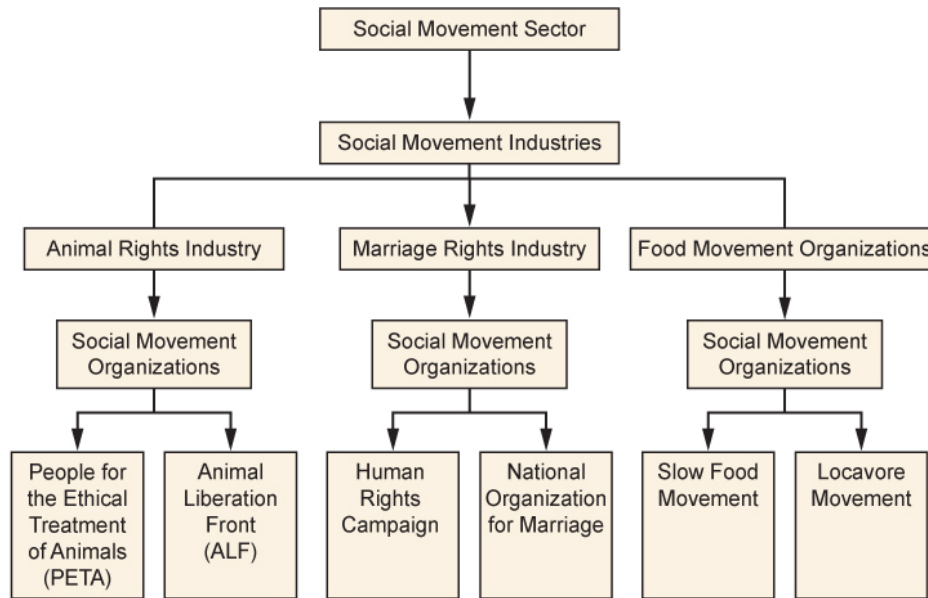 Social Movement Sector
Social Movement Industries
Animal Rights Industry
Marriage Rights Industry
Food Movement Organizations
Social Movement
Organizations
Social Movement
Organizations
Social Movement
Organizations
People for
the Ethical
Treatment
of Animals
(PETA)
Animal
Liberation
Front
(ALF)
Human
Rights
Campaign
National
Organization
for Marriage
Slow Food
Movement
Locavore
Movement